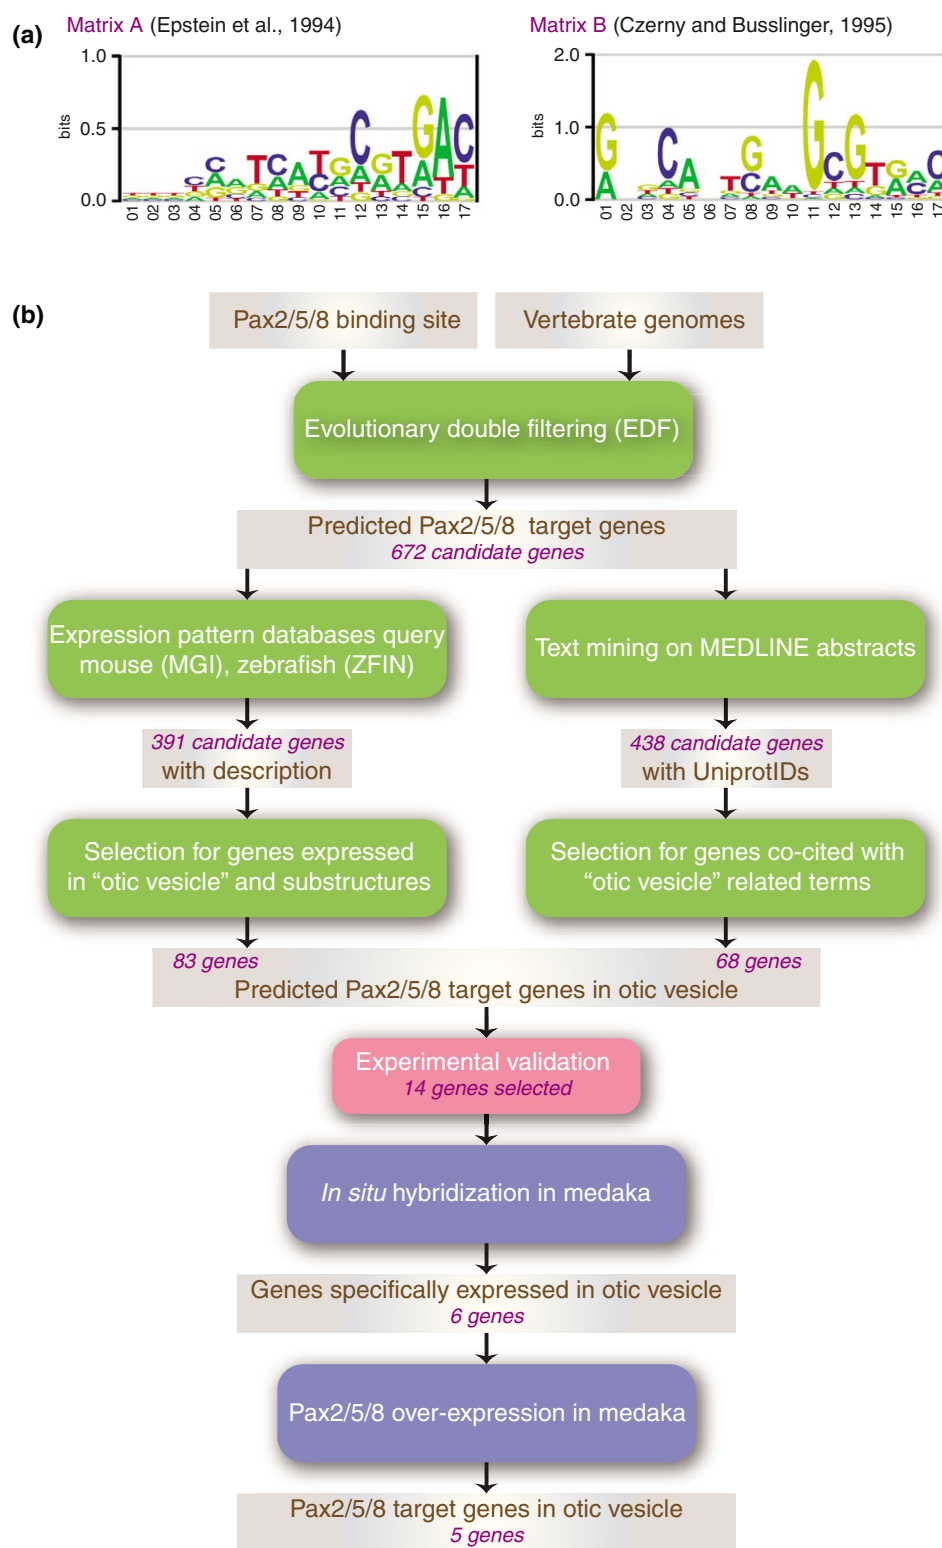 (a)
Matrix A (Epstein et al., 1994)
Matrix B (Czerny and Busslinger, 1995)
1.0
0.5
0.0
bits
01 02 03 04 05 06 07 08 09 10 11 12 13 14 15 16 17
2.0
1.0
0.0
bits
01 02 03 04 05 06 07 08 09 10 11 12 13 14 15 16 17
(b)
Pax2/5/8 binding site
Vertebrate genomes
Evolutionary double filtering (EDF)
Predicted Pax2/5/8 target genes
672 candidate genes
Expression pattern databases query
mouse (MGI), zebrafish (ZFIN)
Text mining on MEDLINE abstracts
391 candidate genes
with description
438 candidate genes
with UniprotIDs
Selection for genes expressed
in “otic vesicle” and substructures
Selection for genes co-cited with
“otic vesicle” related terms
83 genes
68 genes
Predicted Pax2/5/8 target genes in otic vesicle
Experimental validation
14 genes selected
In situ hybridization in medaka
Genes specifically expressed in otic vesicle
6 genes
Pax2/5/8 over-expression in medaka
Pax2/5/8 target genes in otic vesicle
5 genes